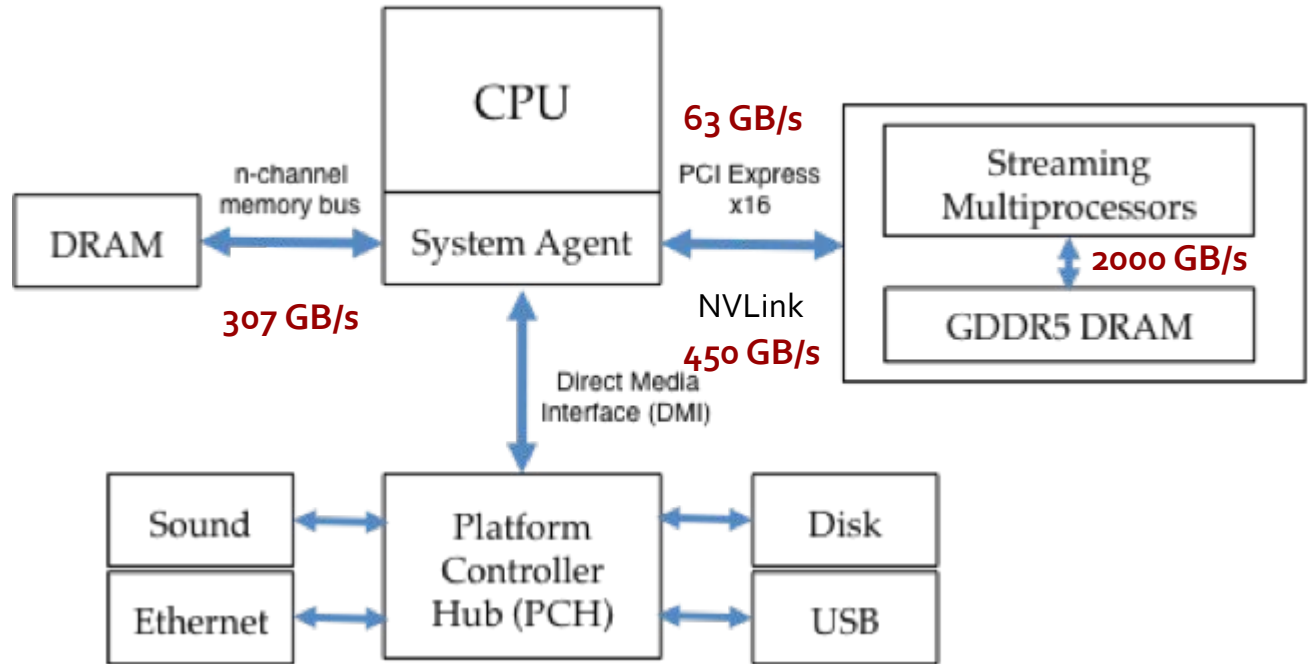 CPU
63 GB/s
Streaming
Multiprocessors
n-channel
memory bus
PCI Express
x16
DRAM
System Agent
2000 GB/s
307 GB/s
NVLink
450 GB/s
GDDR5 DRAM
Direct Media
Interface (DMI)
Sound
Platform
Controller
Hub (PCH)
Disk
Ethernet
USB